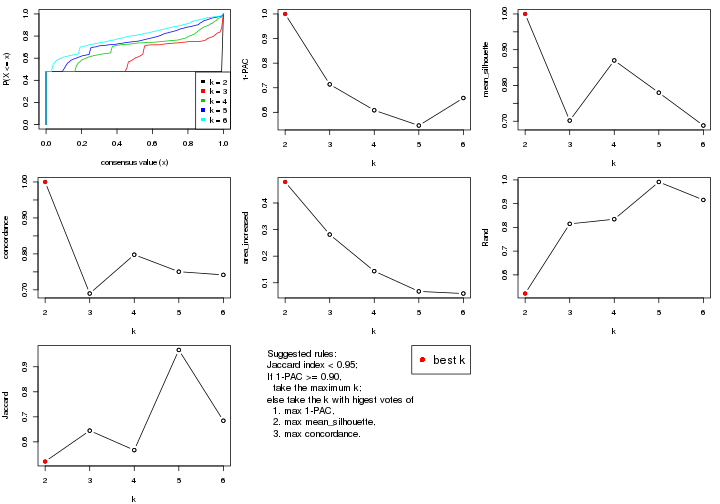 P(X <= x)
1.0
0.8
0.6
0.4
0.2
0.0
0.0 0.2 0.4 0.6 0.8 1.0
consensus value (x)
k = 2
k = 3
k = 4
k = 5
k = 6
1-PAC
1.0
0.9
0.8
0.7
0.6
2 3 4 5 6
k
mean_silhouette
1.00
0.90
0.80
0.70
2 3 4 5 6
k
concordance
1.00
0.90
0.80
0.70
2 3 4 5 6
k
area_increased
0.4
0.3
0.2
0.1
2 3 4 5 6
k
Rand
1.0
0.9
0.8
0.7
0.6
2 3 4 5 6
k
Jaccard
0.9
0.8
0.7
0.6
2 3 4 5 6
k
Suggested rules:
Jaccard index < 0.95;
If 1-PAC >= 0.90,
take the maximum k;
else take the k with higest votes of
1. max 1-PAC,
2. max mean_silhouette,
3. max concordance.
best k